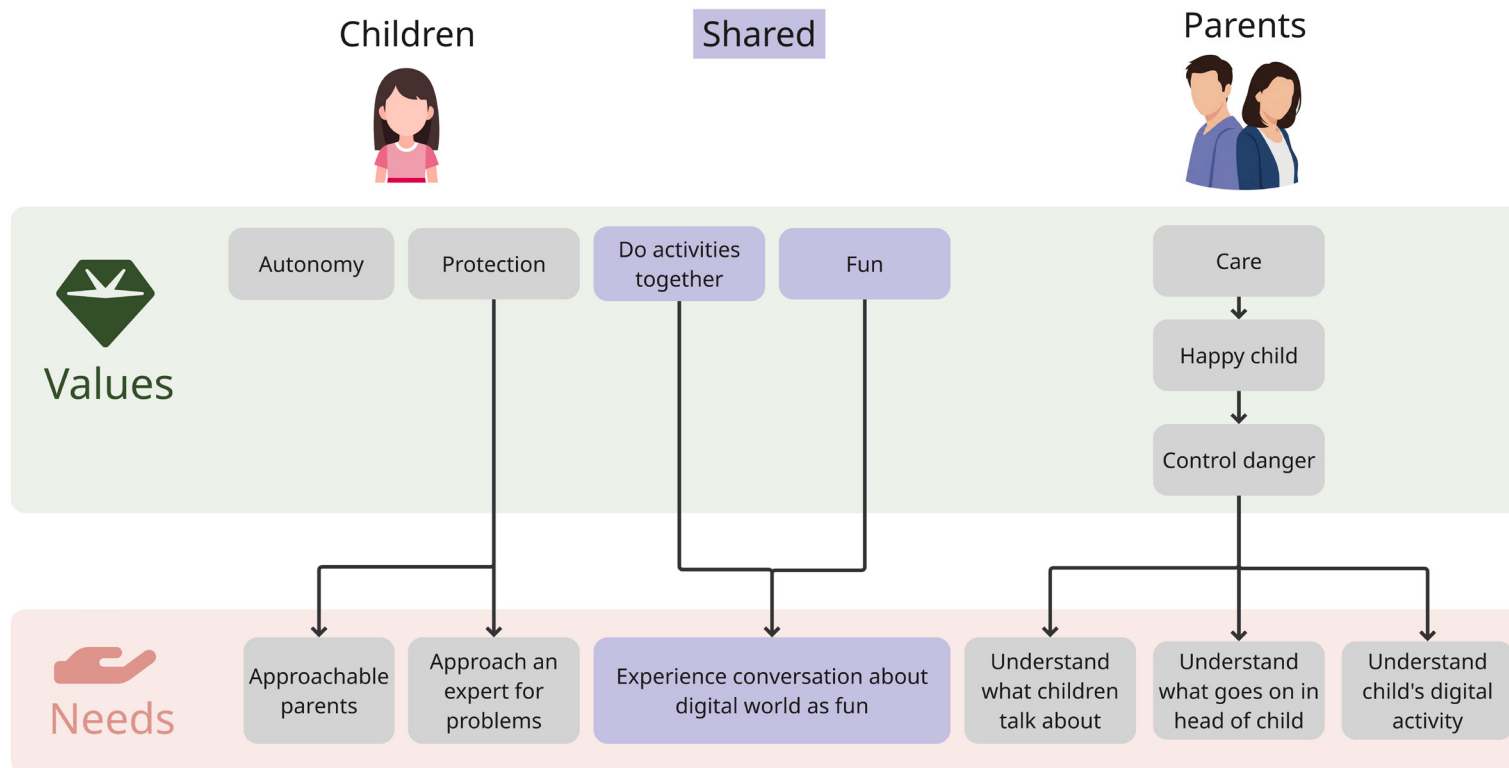 Children
Shared
Parents
Autonomy
Protection
Do activities
together
Fun
Care
Happy child
Control danger
Values
Approachable
parents
Approach an
expert for
problems
Experience conversation about
digital world as fun
Understand
what children
talk about
Understand
what goes on in
head of child
Understand
child's digital
activity
Needs